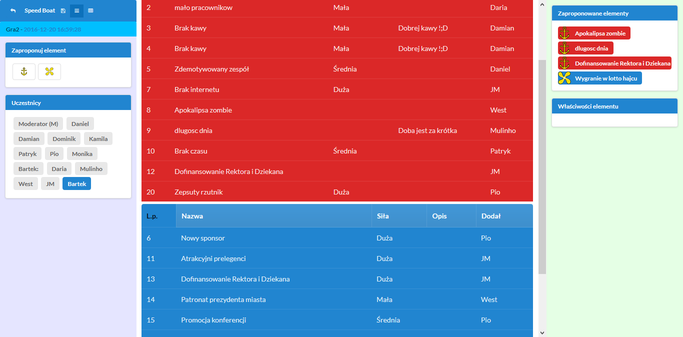 Speed Boat
Gra2 - 2016-12-20 16:29:28
Zaproponuj element
Uczestnicy
Moderator (M) Daniel
Damian Dominik Kamila
Patryk Pio Monika
Bartek: Daria Mulinho
West JM Bartek
2 mało pracownikow Mała Daria
3 Brak kawy Mała Dobrej kawy !;D Damian
4 Brak kawy Mała Dobrej kawy !;D Damian
5 Zdemotywowany zespół Średnia Daniel
7 Brak internetu Duża JM
8 Apokalipsa zombie West
9 dlugosc dnia Doba jest za krótka Mulinho
10 Brak czasu Średnia Patryk
12 Dofinansowanie Rektora i Dziekana JM
20 Zepsuty rzutnik Duża Pio
L.p. Nazwa Siła Opis Dodał
6 Nowy sponsor Duża Pio
11 Atrakcyjni prelegenci Duża JM
13 Dofinansowanie Rektora i Dziekana Duża JM
14 Patronat prezydenta miasta Mała West
15 Promocja konferencji Średnia Pio
Zaproponowane elementy
Apokalipsa zombie
dlugosc dnia
Dofinansowanie Rektora i Dziekana
Wygranie w lotto hajcu
Właściwości elementu